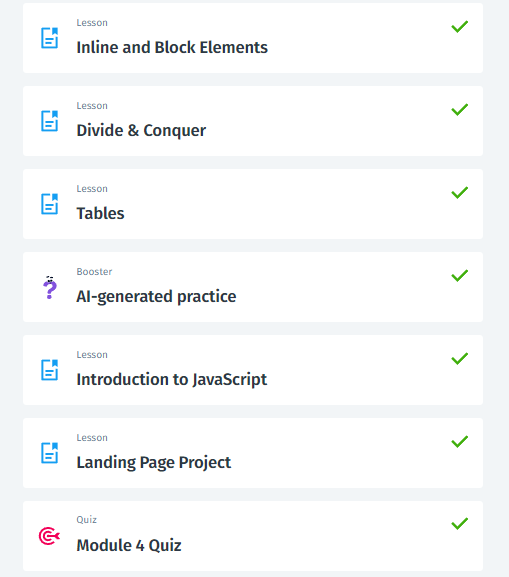 Lesson
Inline and Block Elements
Lesson
Divide & Conquer
Lesson
Tables
Booster
AI-generated practice
Lesson
Introduction to JavaScript
Lesson
Landing Page Project
Quiz
Module 4 Quiz